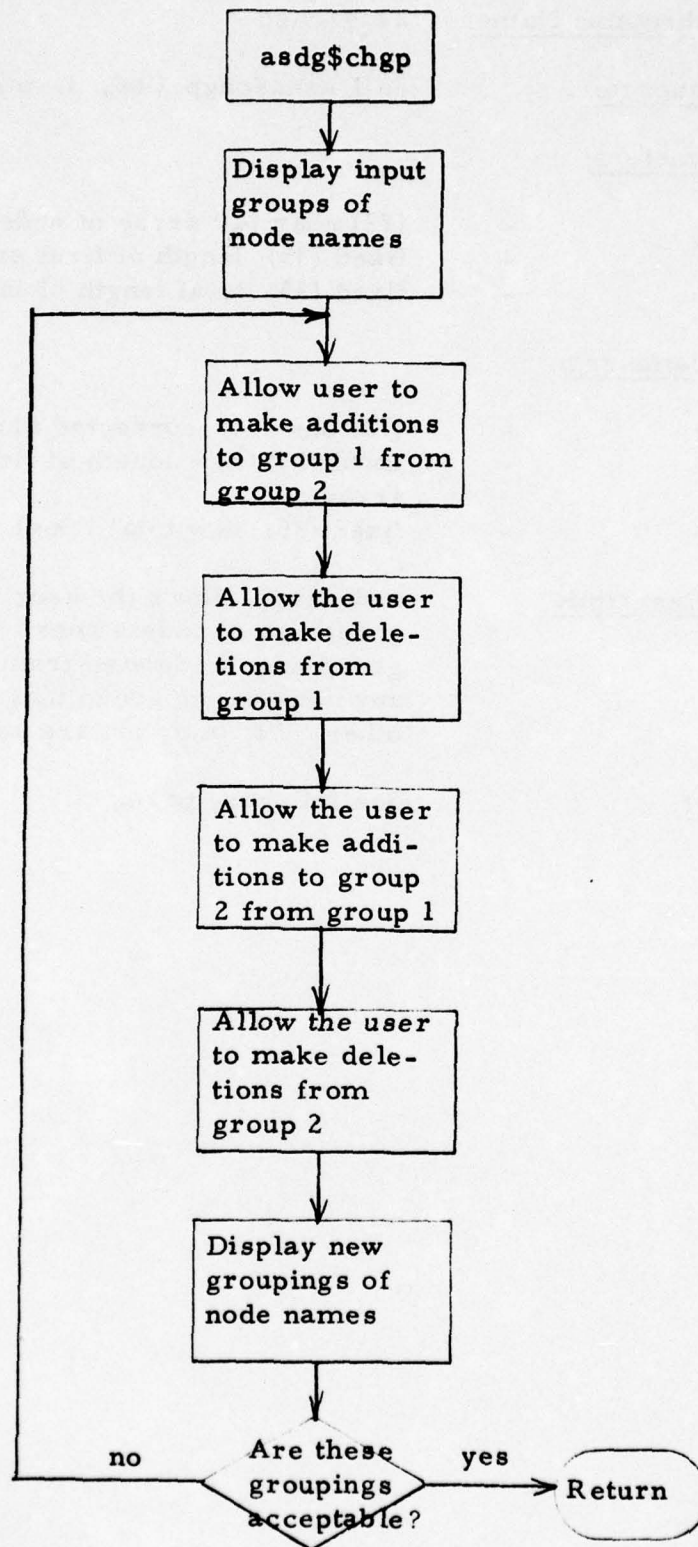 asdg$chgp
Display input
groups of
node names
Allow user to
make additions
to group 1 from
group 2
Allow the user
to make dele-
tions from
group 1
Allow the user
to make addi-
tions to group
2 from group 1
Allow the user
to make dele-
tions from
group 2
Display new
groupings of
node names
no
Are these
groupings
acceptable?
yes
Return